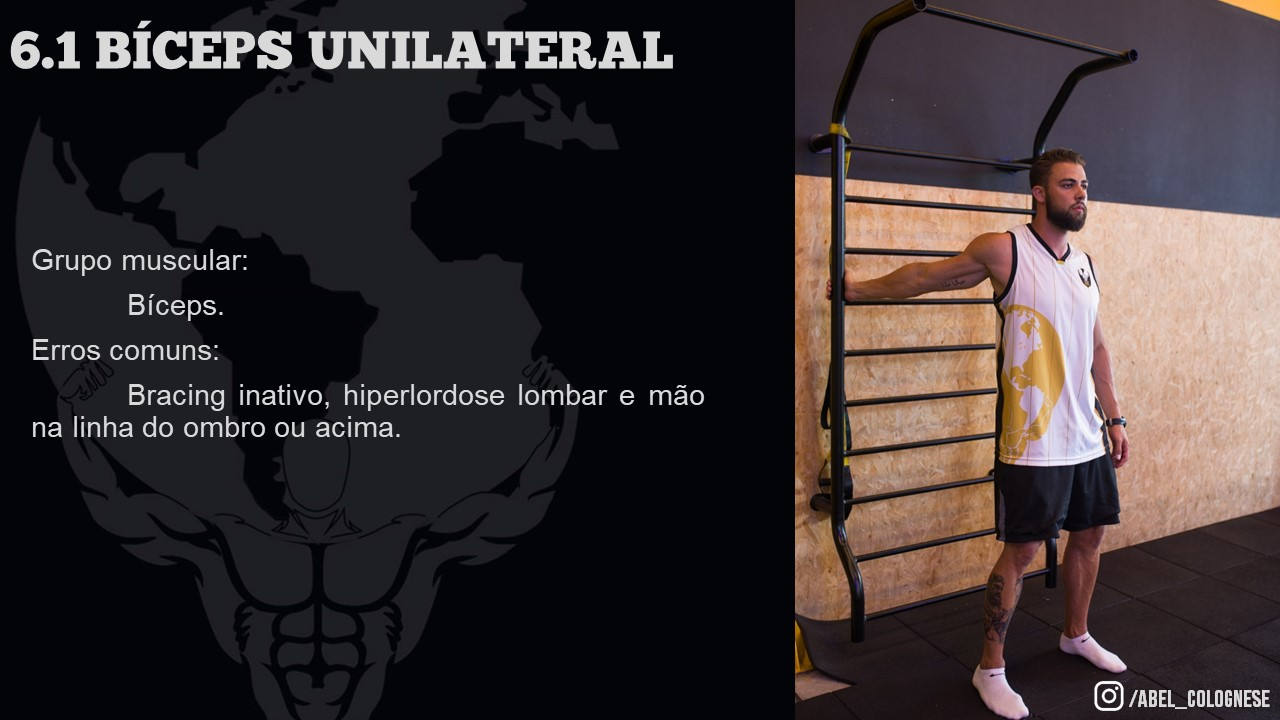 6.1 BÍCEPS UNILATERAL
Grupo muscular:
Bíceps.
Erros comuns:
Bracing inativo, hiperlordose lombar e mão
na linha do ombro ou acima.
/ABEL_COLOGNESE